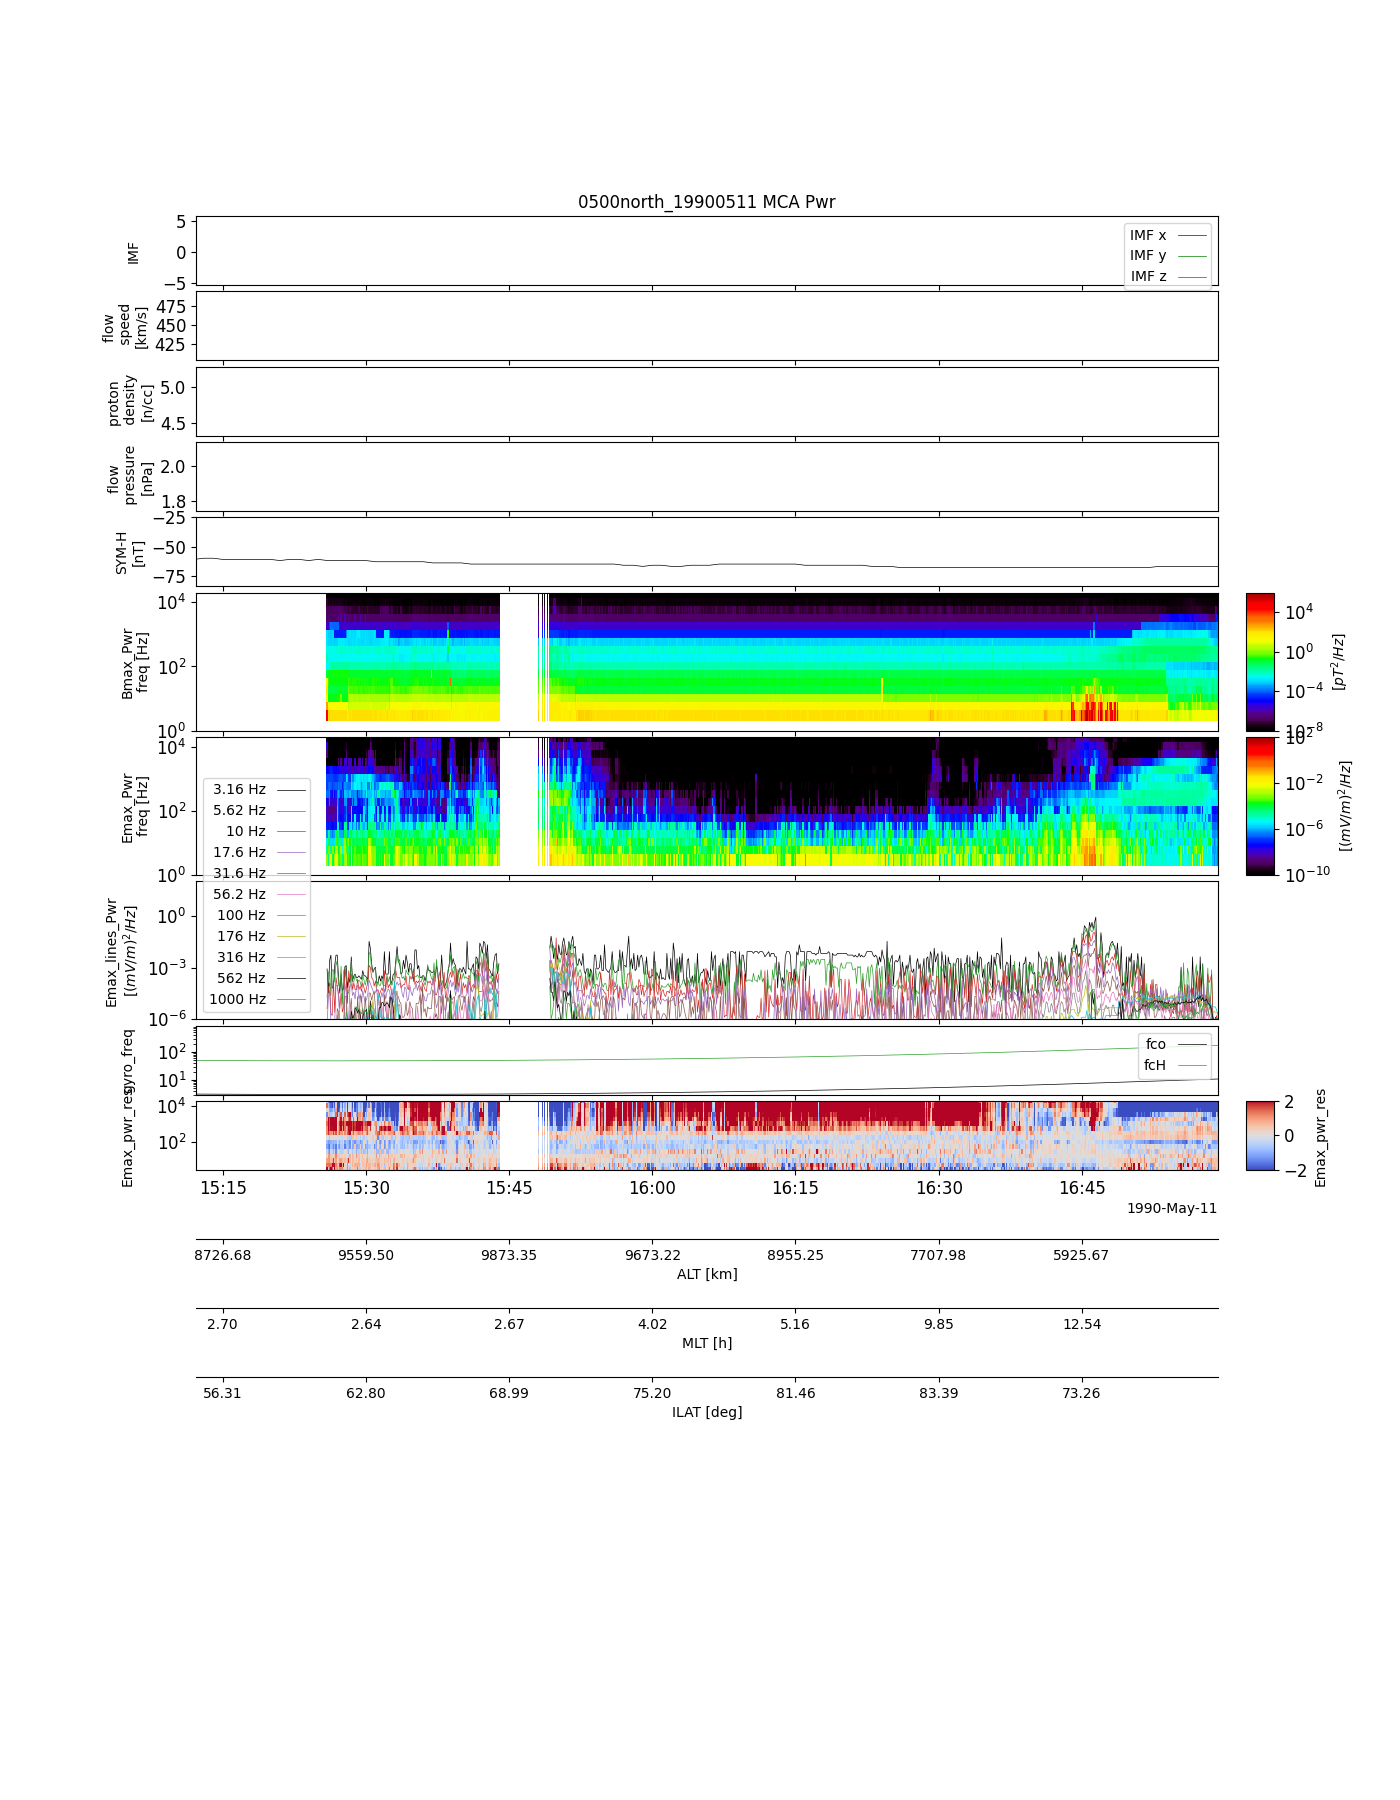 0500north_19900511 MCA Pwr
5
0
−5
IMF
IMF x
IMF y
IMF z
475
450
425
flow
speed
[km/s]
5.0
4.5
proton
density
[n/cc]
2.0
1.8
flow
pressure
[nPa]
−25
−50
−75
SYM-H
[nT]
10^4
10^2
10^0
Bmax_Pwr
freq [Hz]
10^4
10^0
10^−4
10^−8
[pT^2/Hz]
10^4
10^2
10^0
Emax_Pwr
freq [Hz]
10^2
10^−2
10^−6
10^−10
[(mV/m)^2/Hz]
3.16 Hz
5.62 Hz
10 Hz
17.6 Hz
31.6 Hz
56.2 Hz
100 Hz
176 Hz
316 Hz
562 Hz
1000 Hz
10^0
10^−3
10^−6
Emax_lines_Pwr
[(mV/m)^2/Hz]
10^2
10^1
gyro_freq
fco
fcH
10^4
10^2
Emax_pwr_res
2
0
−2
Emax_pwr_res
15:15 15:30 15:45 16:00 16:15 16:30 16:45
1990-May-11
8726.68 9559.50 9873.35 9673.22 8955.25 7707.98 5925.67
ALT [km]
2.70 2.64 2.67 4.02 5.16 9.85 12.54
MLT [h]
56.31 62.80 68.99 75.20 81.46 83.39 73.26
ILAT [deg]